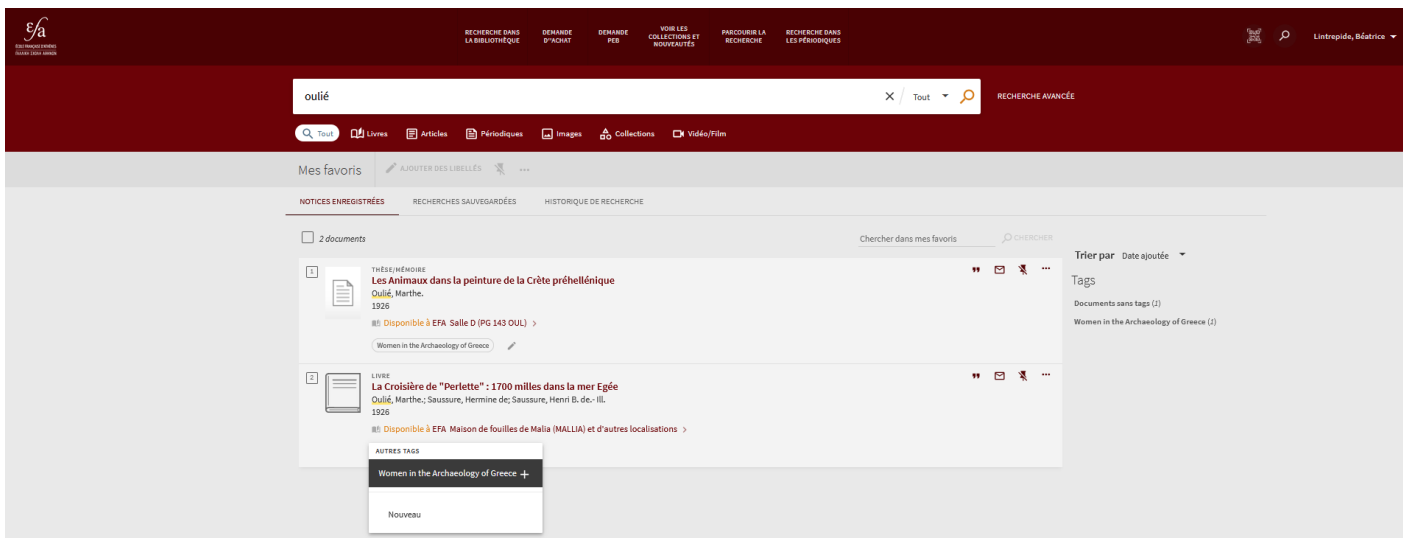 εfa
ÉCOLE FRANÇAISE D'ATHÈNES
ΓΑΛΛΙΚΗ ΣΧΟΛΗ ΑΘΗΝΩΝ
RECHERCHE DANS LA BIBLIOTHÈQUE
DEMANDE D''ACHAT
DEMANDE PEB
VOIR LES COLLECTIONS ET NOUVEAUTÉS
PARCOURIR LA RECHERCHE
RECHERCHE DANS LES PÉRIODIQUES
Lintrepide, Béatrice
oulié
Tout
RECHERCHE AVANCÉE
Tout Livres Articles Périodiques Images Collections Vidéo/Film
Mes favoris AJOUTER DES LIBELLÉS ...
NOTICES ENREGISTRÉES RECHERCHES SAUVEGARDÉES HISTORIQUE DE RECHERCHE
2 documents Chercher dans mes favoris CHERCHER
1
THÈSE/MÉMOIRE
Les Animaux dans la peinture de la Crète préhellénique
Oulié, Marthe.
1926
Disponible à EFA Salle D (PG 143 OUL) >
Women in the Archaeology of Greece
2
LIVRE
La Croisière de "Perlette" : 1700 milles dans la mer Egée
Oulié, Marthe.; Saussure, Hermine de; Saussure, Henri B. de.- Ill.
1926
Disponible à EFA Maison de fouilles de Malia (MALLIA) et d'autres localisations >
AUTRES TAGS
Women in the Archaeology of Greece +
Nouveau
Trier par Date ajoutée
Tags
Documents sans tags (1)
Women in the Archaeology of Greece (1)